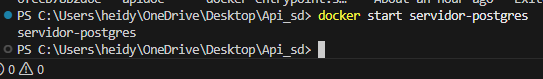 PS C:\Users\heidy\OneDrive\Desktop\Api_sd> docker start servidor-postgres
servidor-postgres
PS C:\Users\heidy\OneDrive\Desktop\Api_sd>
0 0